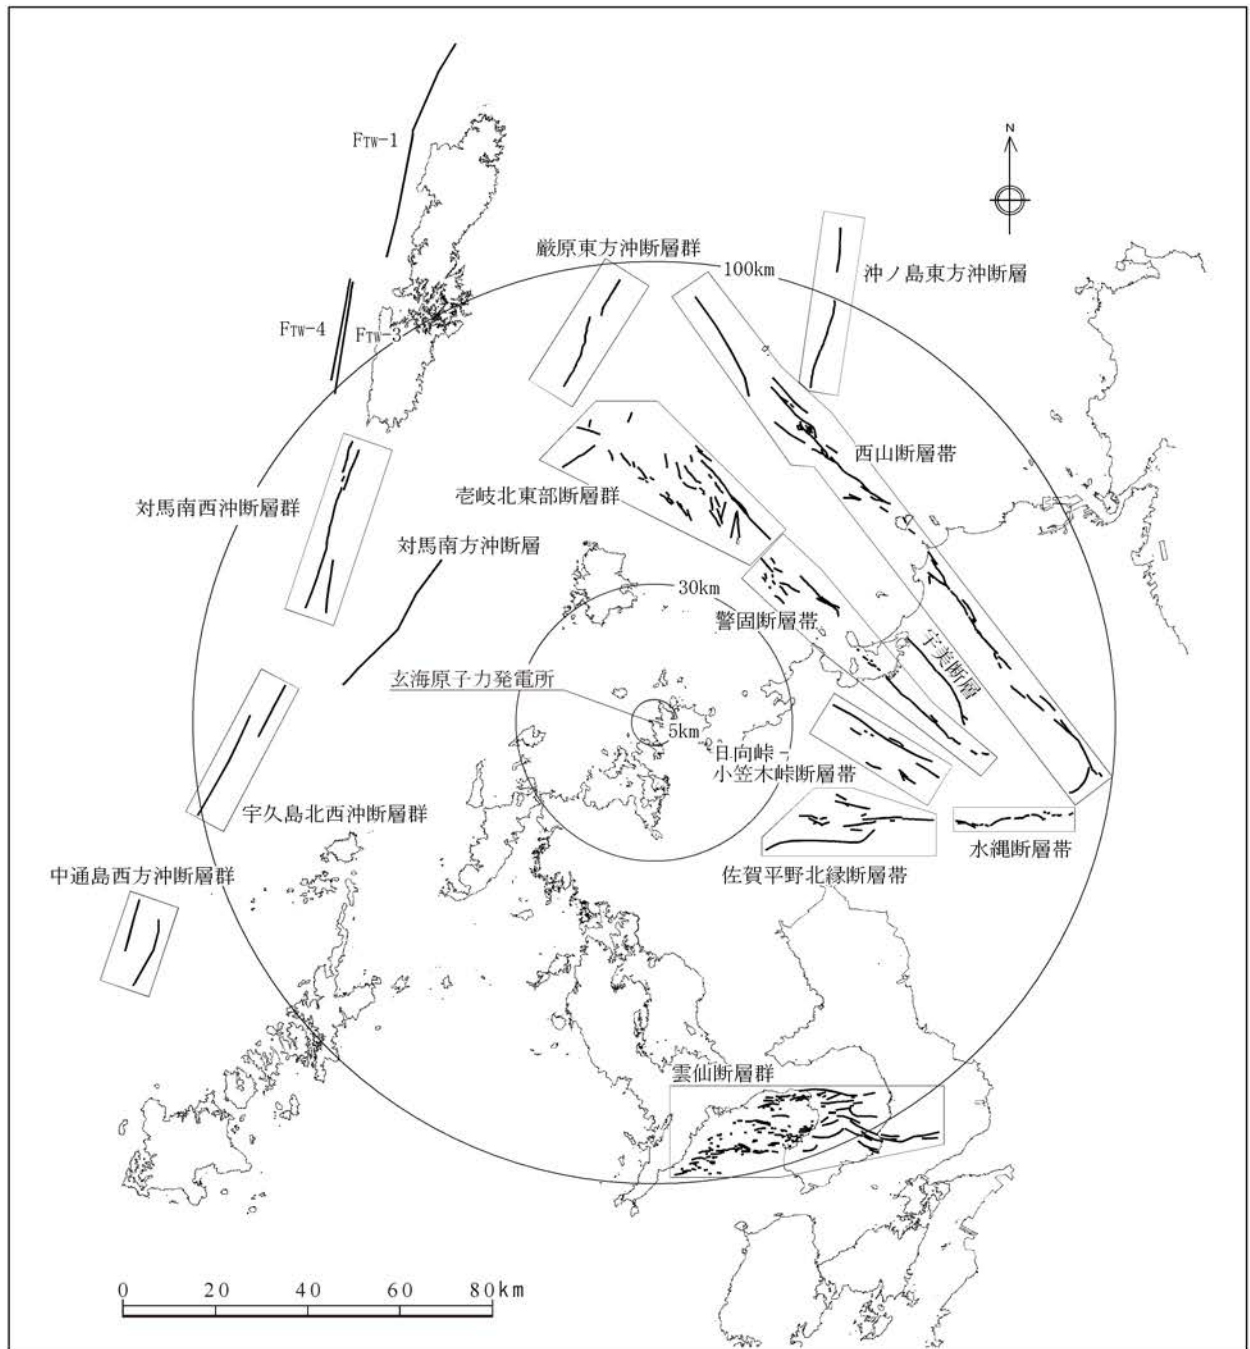 N
FTW-1
厳原東方沖断層群
100km
沖ノ島東方沖断層
FTW-4
FTW-3
西山断層帯
壱岐北東部断層群
対馬南西沖断層群
対馬南方沖断層
30km
警固断層帯
宇美断層
玄海原子力発電所
5km
日向峠－
小笠木峠断層帯
宇久島北西沖断層群
水縄断層帯
中通島西方沖断層群
佐賀平野北縁断層帯
雲仙断層群
0 20 40 60 80km